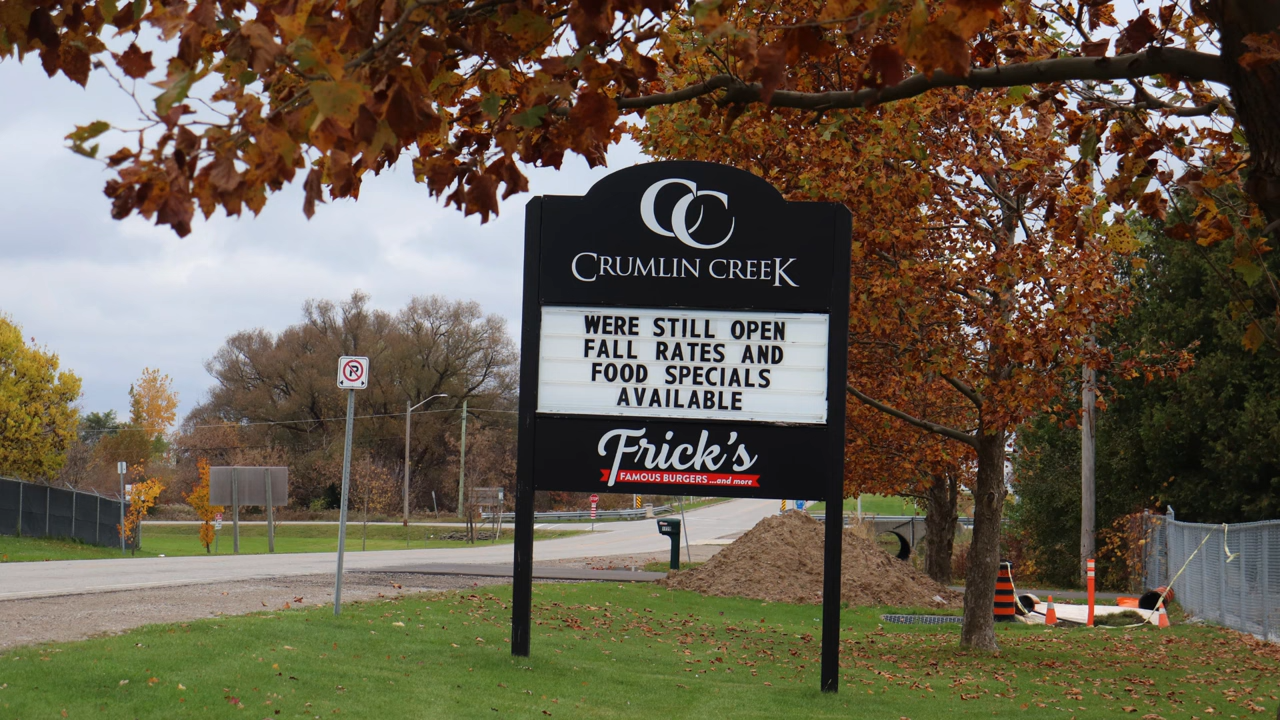 CC
CRUMLIN CREEK
WERE STILL OPEN
FALL RATES AND
FOOD SPECIALS
AVAILABLE
Frick's
FAMOUS BURGERS ...and more
P